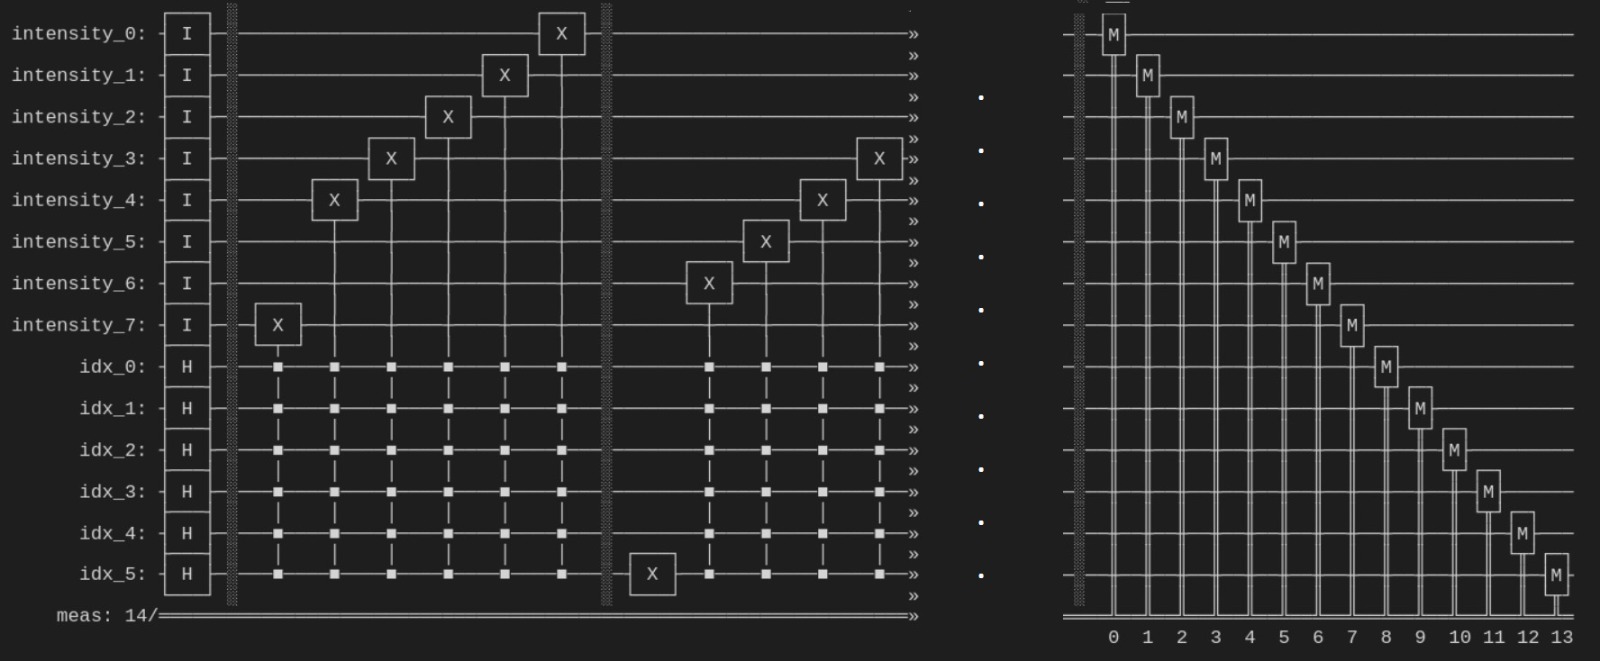 intensity_0: I X » M
intensity_1: I X » M
intensity_2: I X » M
intensity_3: I X X » M
intensity_4: I X X » M
intensity_5: I X » M
intensity_6: I X » M
intensity_7: I X » M
idx_0: H » M
idx_1: H » M
idx_2: H » M
idx_3: H » M
idx_4: H » M
idx_5: H X » M
meas: 14/ »
0 1 2 3 4 5 6 7 8 9 10 11 12 13